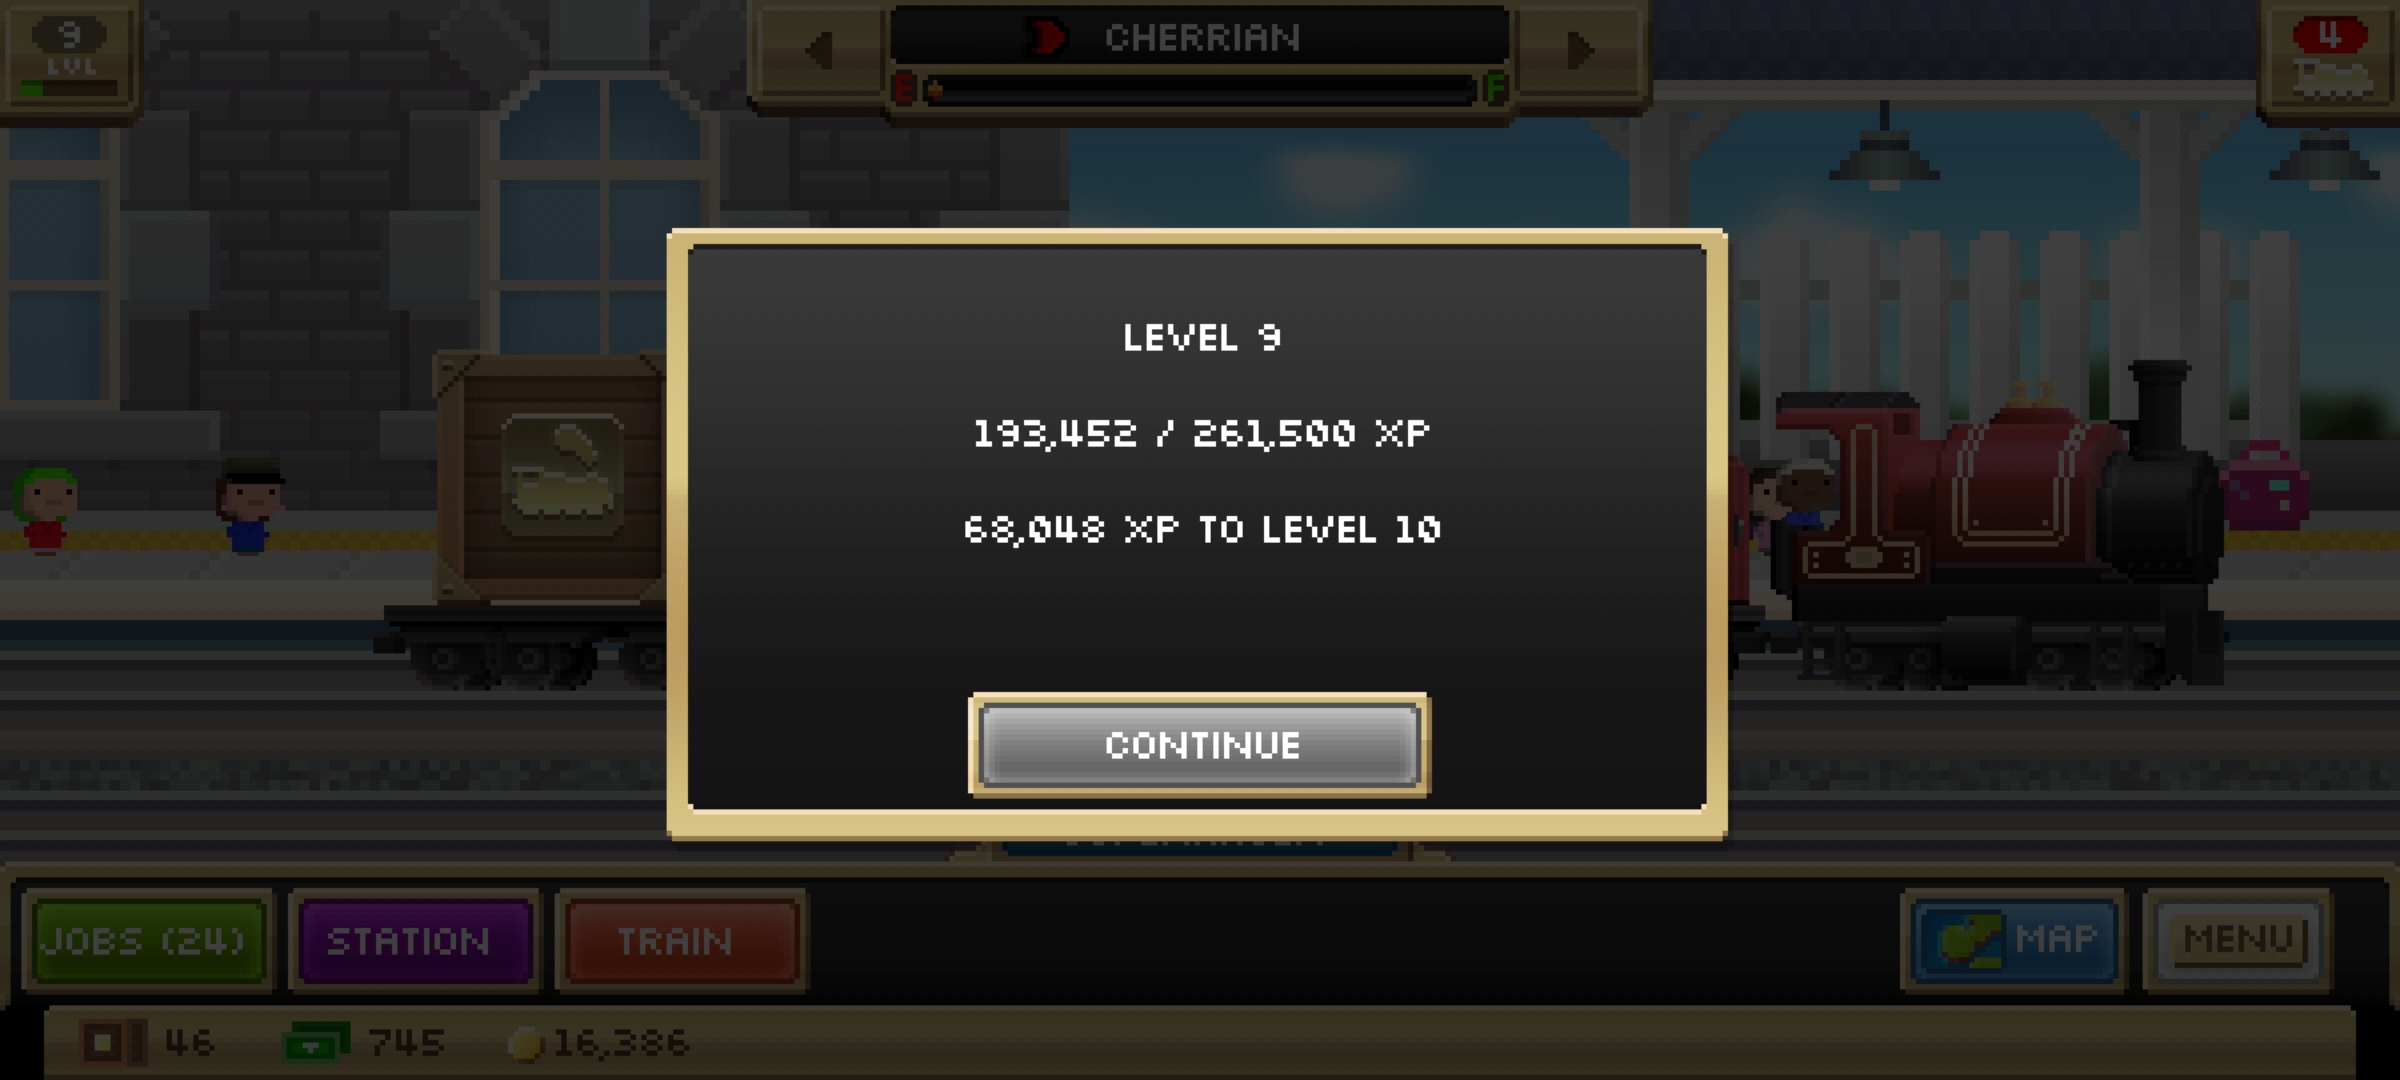 9
LVL
CHERRIAN
E
F
4
LEVEL 9
193,452 / 261,500 XP
68,048 XP TO LEVEL 10
CONTINUE
JOBS (24)
STATION
TRAIN
MAP
MENU
46
745
16,386